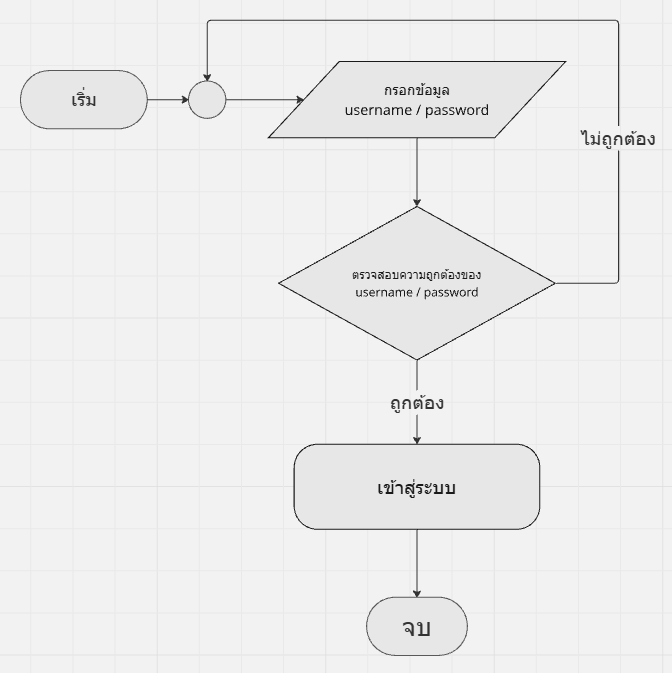 เริ่ม
กรอกข้อมูล
username / password
ไม่ถูกต้อง
ตรวจสอบความถูกต้องของ
username / password
ถูกต้อง
เข้าสู่ระบบ
จบ